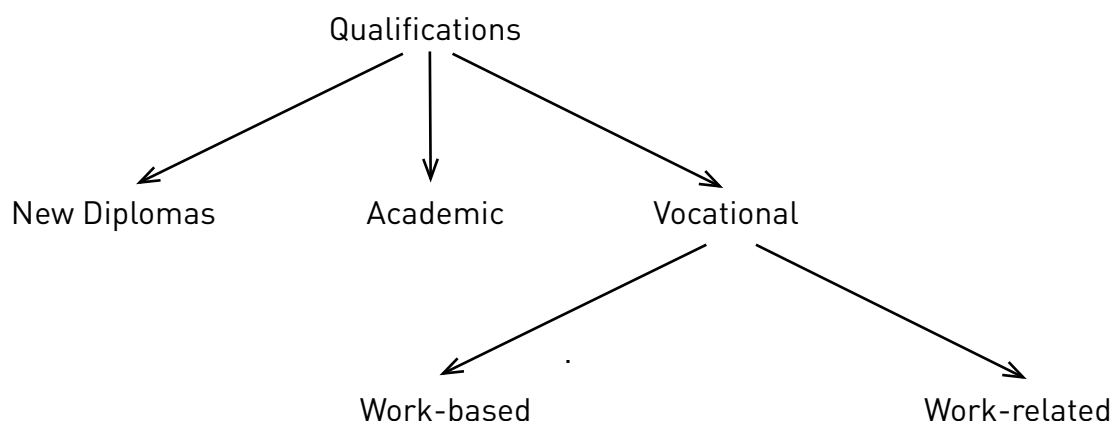 Qualifications
New Diplomas
Academic
Vocational
Work-based
Work-related